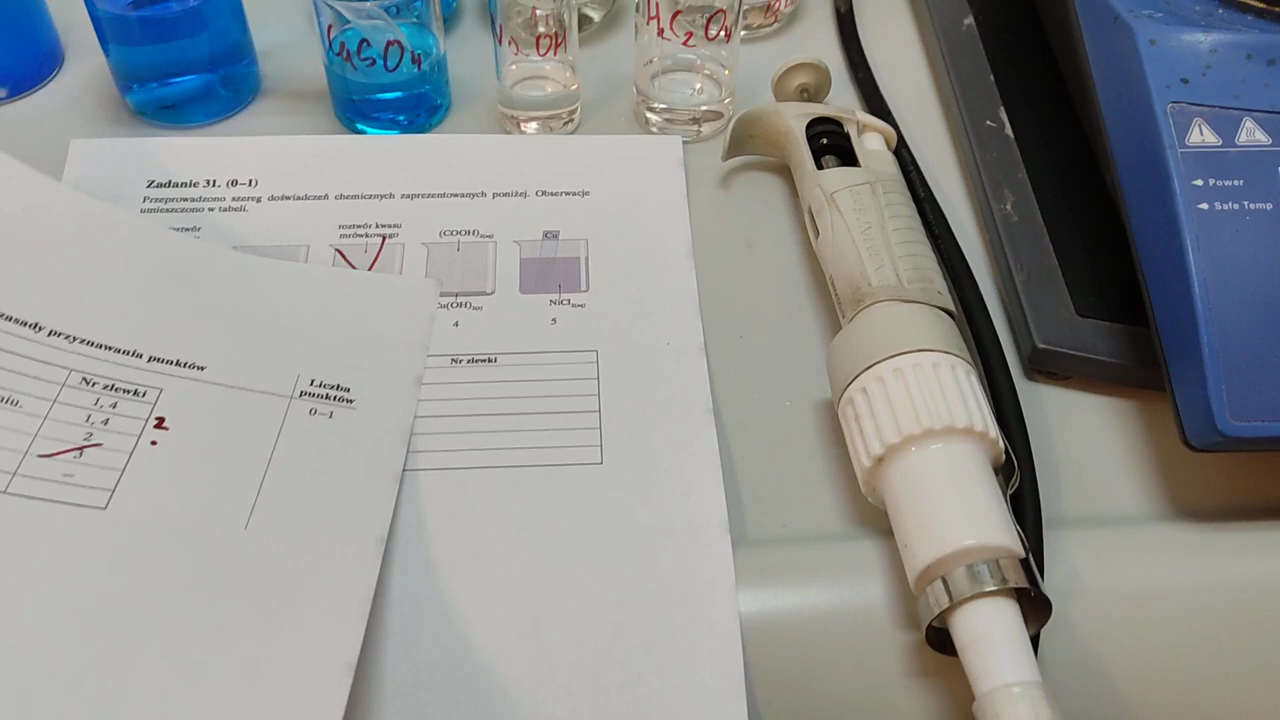 CuSO4
NaOH
H2C2O4
Zadanie 31. (0–1)
Przeprowadzono szereg doświadczeń chemicznych zaprezentowanych poniżej. Obserwacje
umieszczono w tabeli.
roztwór kwasu
mrówkowego
(COOH)2(aq)
Cu
Cu(OH)2(s)
NiCl2(aq)
4
5
Nr zlewki
zasady przyznawania punktów
Nr zlewki
Liczba
punktów
1, 4
0–1
1, 4
2
2
3
–
Power
Safe Temp